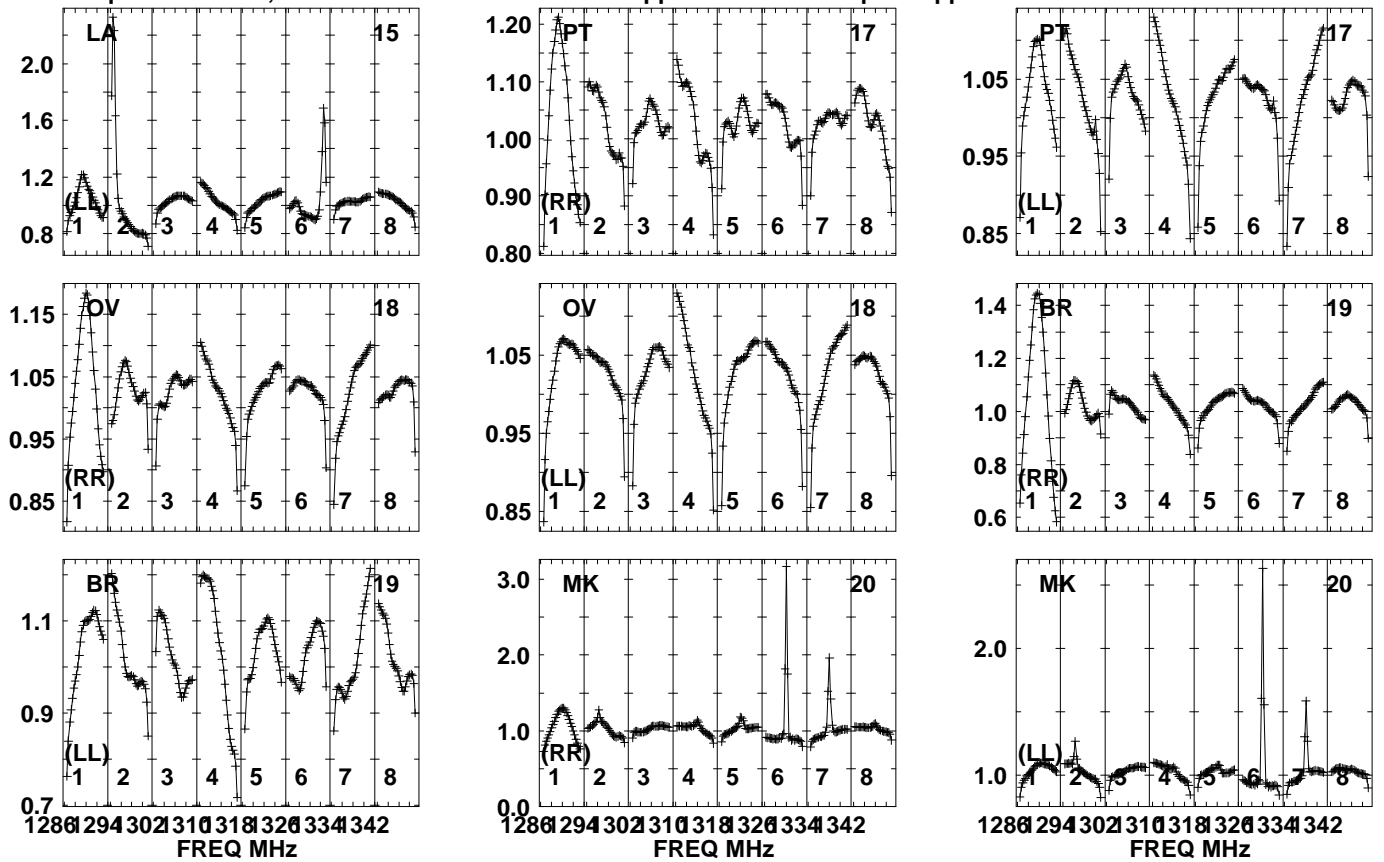 LA 15 PT 17 PT 17
2.0 1.20
1.6 1.10 1.05
1.2 1.00
(LL) 0.90 (RR) 0.95 (LL)
0.8 1 2 3 4 5 6 7 8 0.80 1 2 3 4 5 6 7 8 0.85 1 2 3 4 5 6 7 8
OV 18 OV 18 BR 19
1.15 1.4
1.05 1.05 1.2
1.0
0.95 0.95 0.8
0.85 (RR) 0.85 (LL) 0.6 (RR)
1 2 3 4 5 6 7 8 1 2 3 4 5 6 7 8 1 2 3 4 5 6 7 8
BR 19 MK 20 MK 20
1.1 3.0
2.0 2.0
0.9 1.0 1.0
(LL) (RR) (LL)
0.7 1 2 3 4 5 6 7 8 0.0 1 2 3 4 5 6 7 8 1 2 3 4 5 6 7 8
1286 1294 1302 1310 1318 1326 1334 1342 1286 1294 1302 1310 1318 1326 1334 1342 1286 1294 1302 1310 1318 1326 1334 1342
FREQ MHz FREQ MHz FREQ MHz